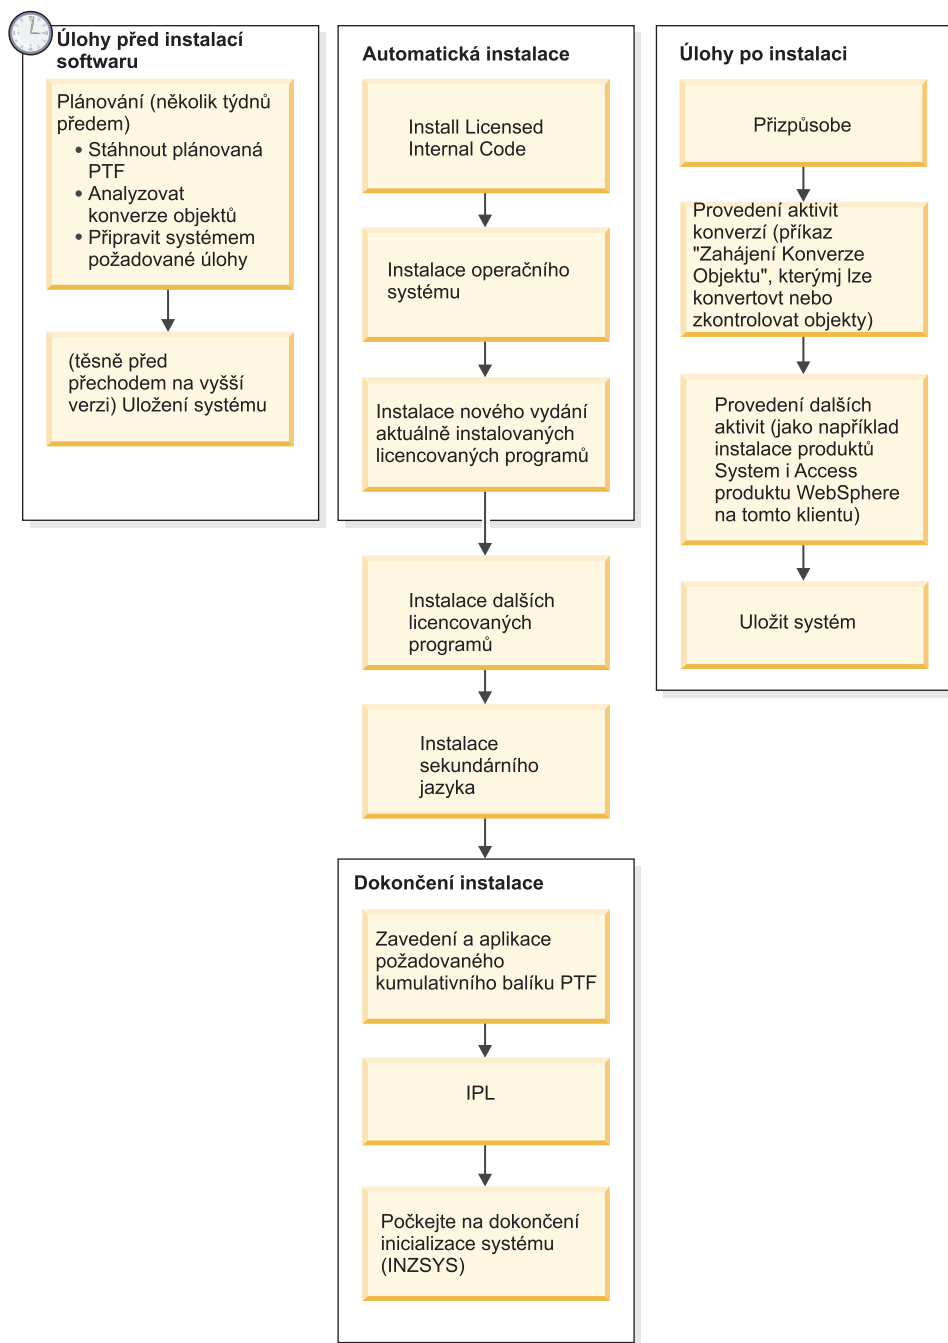 Úlohy před instalací
softwaru
Plánování (několik týdnů
předem)
• Stáhnout plánovaná
PTF
• Analyzovat
konverze objektů
• Připravit systémem
požadované úlohy
(těsně před
přechodem na vyšší
verzi) Uložení systému
Automatická instalace
Install Licensed
Internal Code
Instalace operačního
systému
Instalace nového vydání
aktuálně instalovaných
licencovaných programů
Instalace dalších
licencovaných
programů
Instalace
sekundárního
jazyka
Dokončení instalace
Zavedení a aplikace
požadovaného
kumulativního balíku PTF
IPL
Počkejte na dokončení
inicializace systému
(INZSYS)
Úlohy po instalaci
Přizpůsobe
Provedení aktivit
konverzí (příkaz
"Zahájení Konverze
Objektu", kterýmj lze
konvertovt nebo
zkontrolovat objekty)
Provedení dalších
aktivit (jako například
instalace produktů
System i Access
produktu WebSphere
na tomto klientu)
Uložit systém